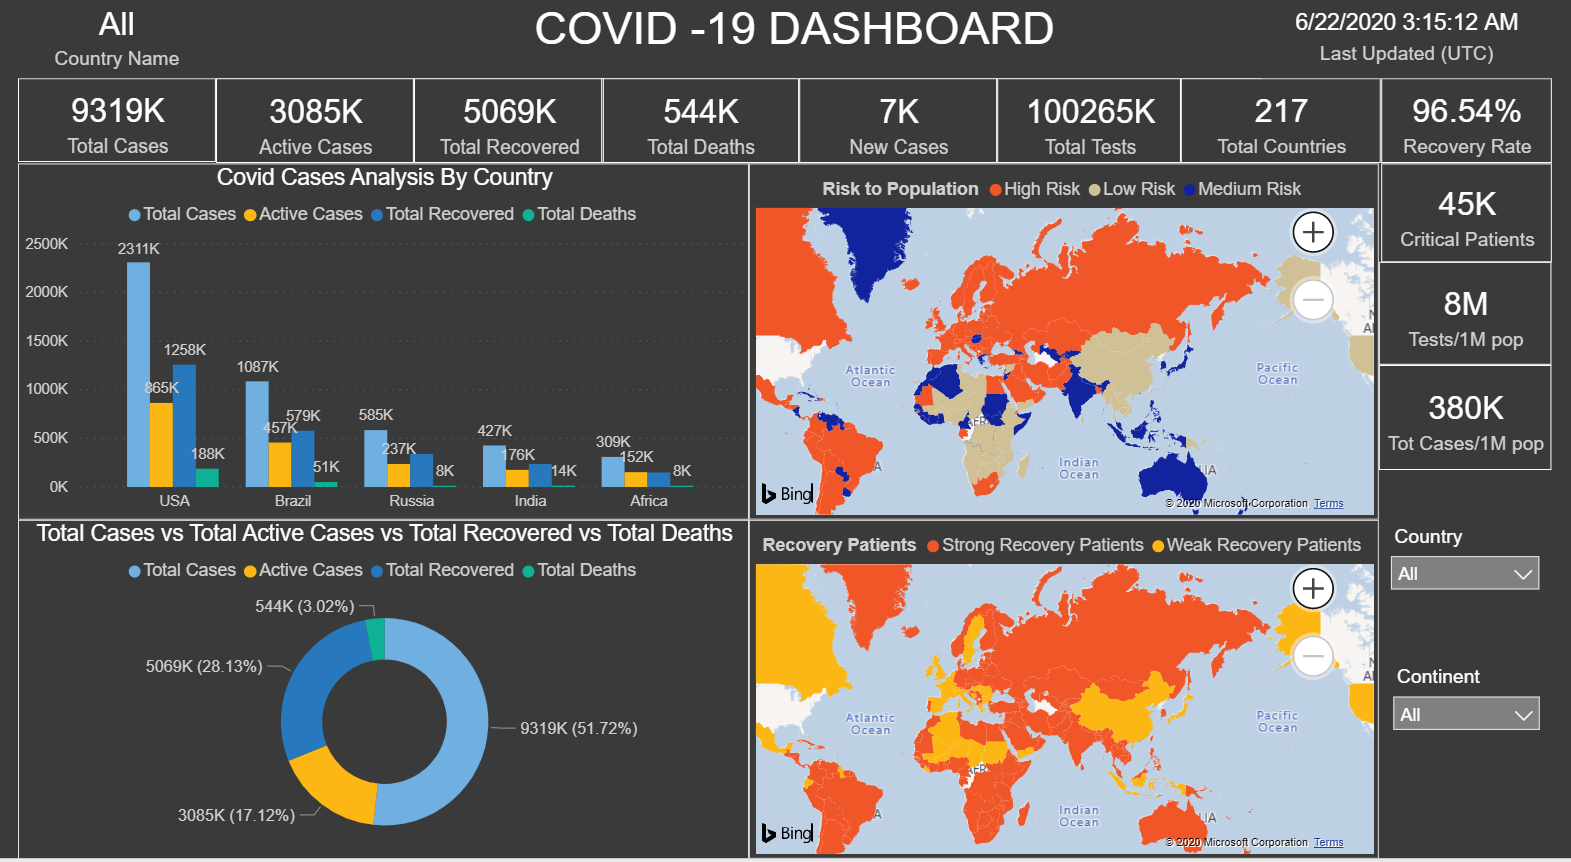 All
Country Name
COVID -19 DASHBOARD
6/22/2020 3:15:12 AM
Last Updated (UTC)
9319K
Total Cases
3085K
Active Cases
5069K
Total Recovered
544K
Total Deaths
7K
New Cases
100265K
Total Tests
217
Total Countries
96.54%
Recovery Rate
Covid Cases Analysis By Country
Total Cases Active Cases Total Recovered Total Deaths
2500K
2000K
1500K
1000K
500K
0K
2311K
865K
1258K
188K
1087K
457K
579K
51K
585K
237K
8K
427K
176K
14K
309K
152K
8K
USA
Brazil
Russia
India
Africa
Risk to Population High Risk Low Risk Medium Risk
Atlantic
Ocean
Pacific
Ocean
Indian
Ocean
AFR
A
LIA
N
A
Bing
© 2020 Microsoft Corporation Terms
45K
Critical Patients
8M
Tests/1M pop
380K
Tot Cases/1M pop
Total Cases vs Total Active Cases vs Total Recovered vs Total Deaths
Total Cases Active Cases Total Recovered Total Deaths
544K (3.02%)
5069K (28.13%)
9319K (51.72%)
3085K (17.12%)
Recovery Patients Strong Recovery Patients Weak Recovery Patients
Atlantic
Ocean
Pacific
Ocean
Indian
Ocean
AFR
A
LIA
N
A
Bing
© 2020 Microsoft Corporation Terms
Country
All
Continent
All